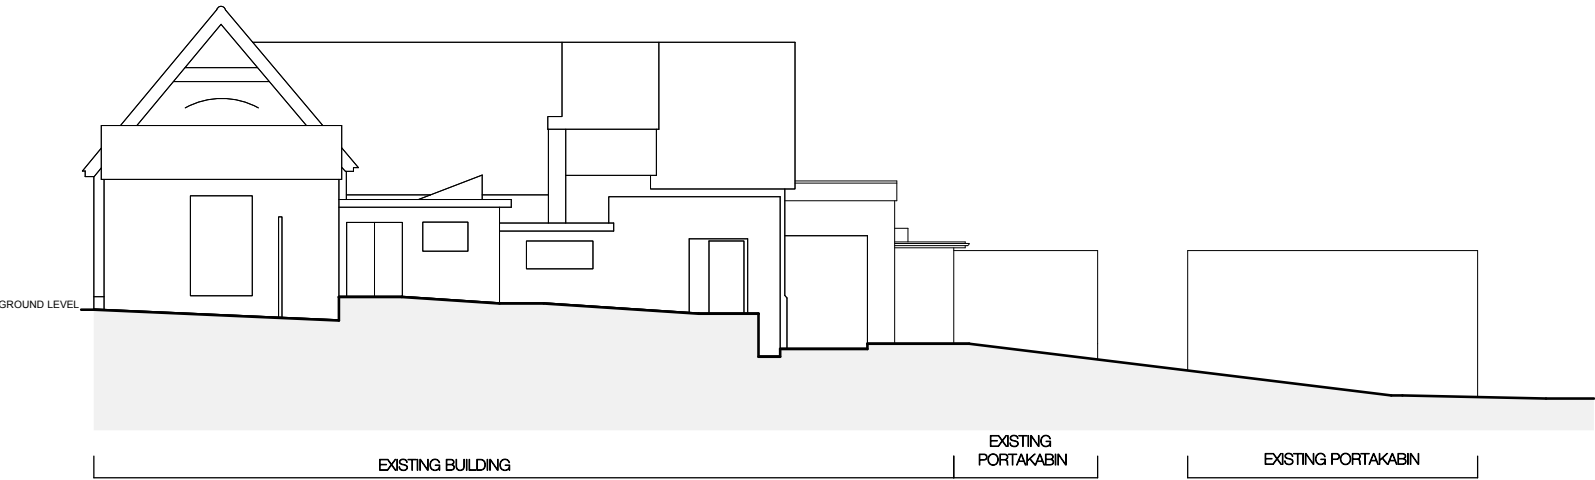 GROUND LEVEL
EXISTING BUILDING
EXISTING
PORTAKABIN
EXISTING PORTAKABIN